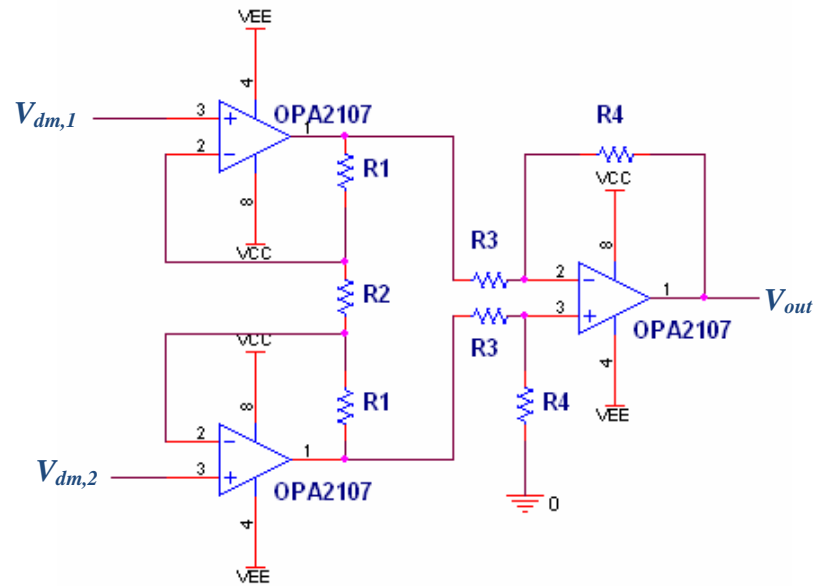 VEE
4
V_dm,1
3
OPA2107
1
2
R1
8
VCC
R4
VCC
8
R3
2
R2
1
V_out
3
OPA2107
R3
VCC
8
4
R1
R4
VEE
2
1
V_dm,2
3
OPA2107
0
4
VEE